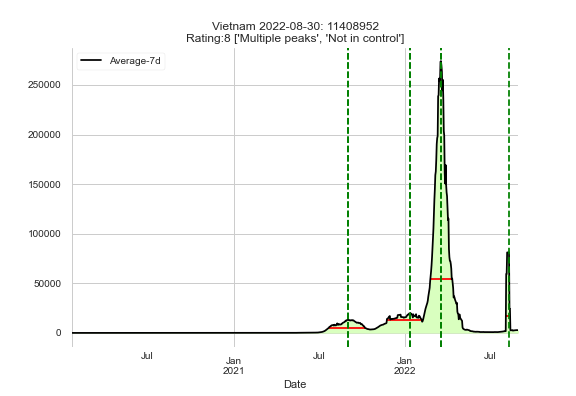 Vietnam 2022-08-30: 11408952
Rating:8 ['Multiple peaks', 'Not in control']
Average-7d
250000
200000
150000
100000
50000
0
Jul
Jan
2021
Jul
Jan
2022
Jul
Date